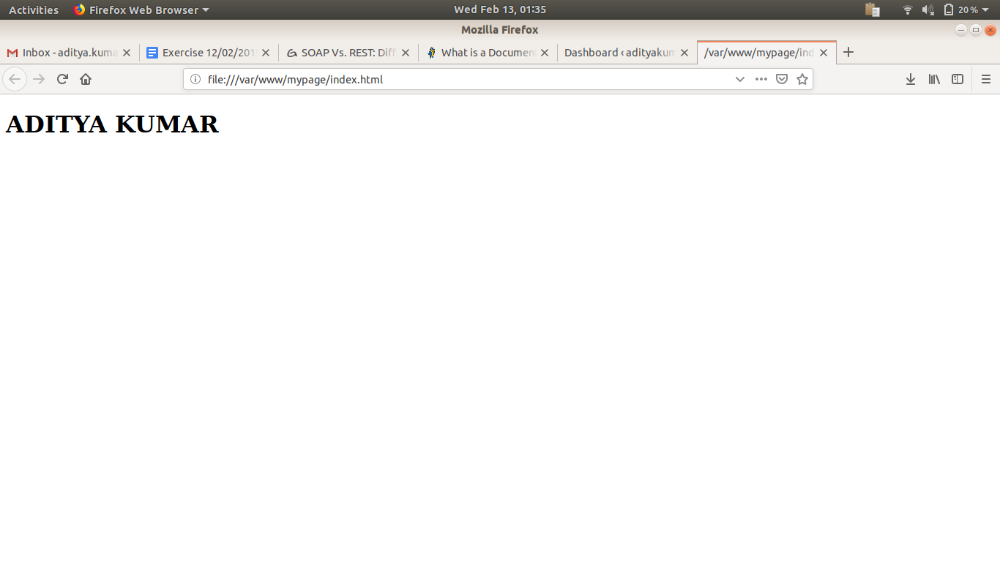 Activities Firefox Web Browser Wed Feb 13, 01:35 20%
Mozilla Firefox
Inbox - aditya.kuma Exercise 12/02/201 SOAP Vs. REST: Diff What is a Documen Dashboard ‹ adityakum /var/www/mypage/ind
file:///var/www/mypage/index.html
ADITYA KUMAR